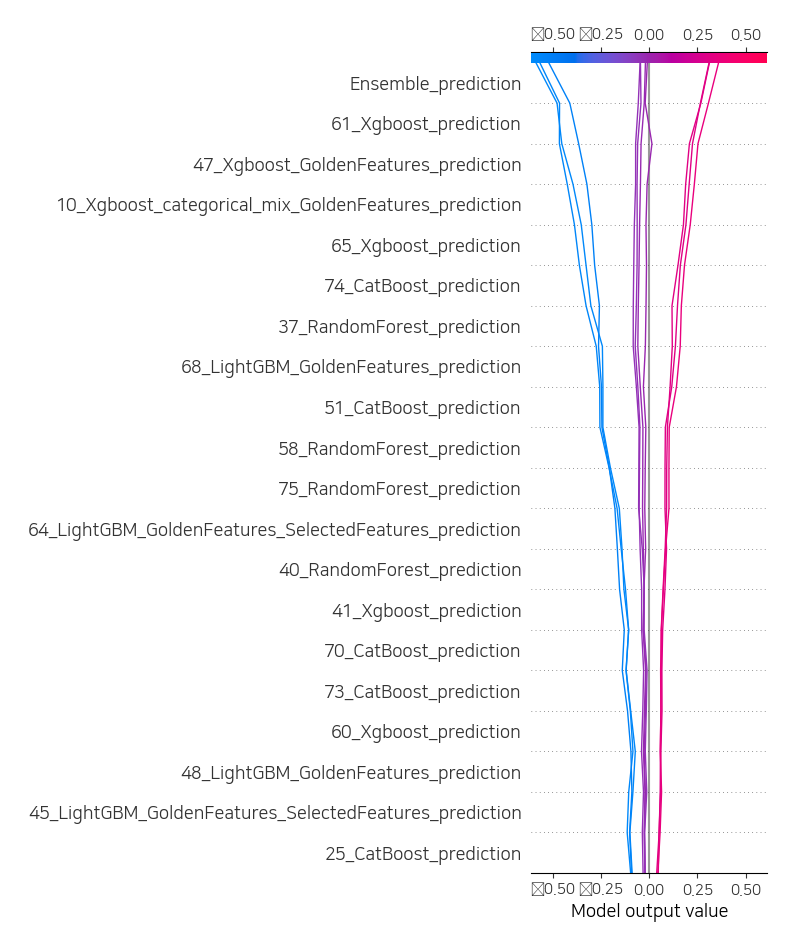 0.50 0.25 0.00 0.25 0.50
Ensemble_prediction
61_Xgboost_prediction
47_Xgboost_GoldenFeatures_prediction
10_Xgboost_categorical_mix_GoldenFeatures_prediction
65_Xgboost_prediction
74_CatBoost_prediction
37_RandomForest_prediction
68_LightGBM_GoldenFeatures_prediction
51_CatBoost_prediction
58_RandomForest_prediction
75_RandomForest_prediction
64_LightGBM_GoldenFeatures_SelectedFeatures_prediction
40_RandomForest_prediction
41_Xgboost_prediction
70_CatBoost_prediction
73_CatBoost_prediction
60_Xgboost_prediction
48_LightGBM_GoldenFeatures_prediction
45_LightGBM_GoldenFeatures_SelectedFeatures_prediction
25_CatBoost_prediction
0.50 0.25 0.00 0.25 0.50
Model output value